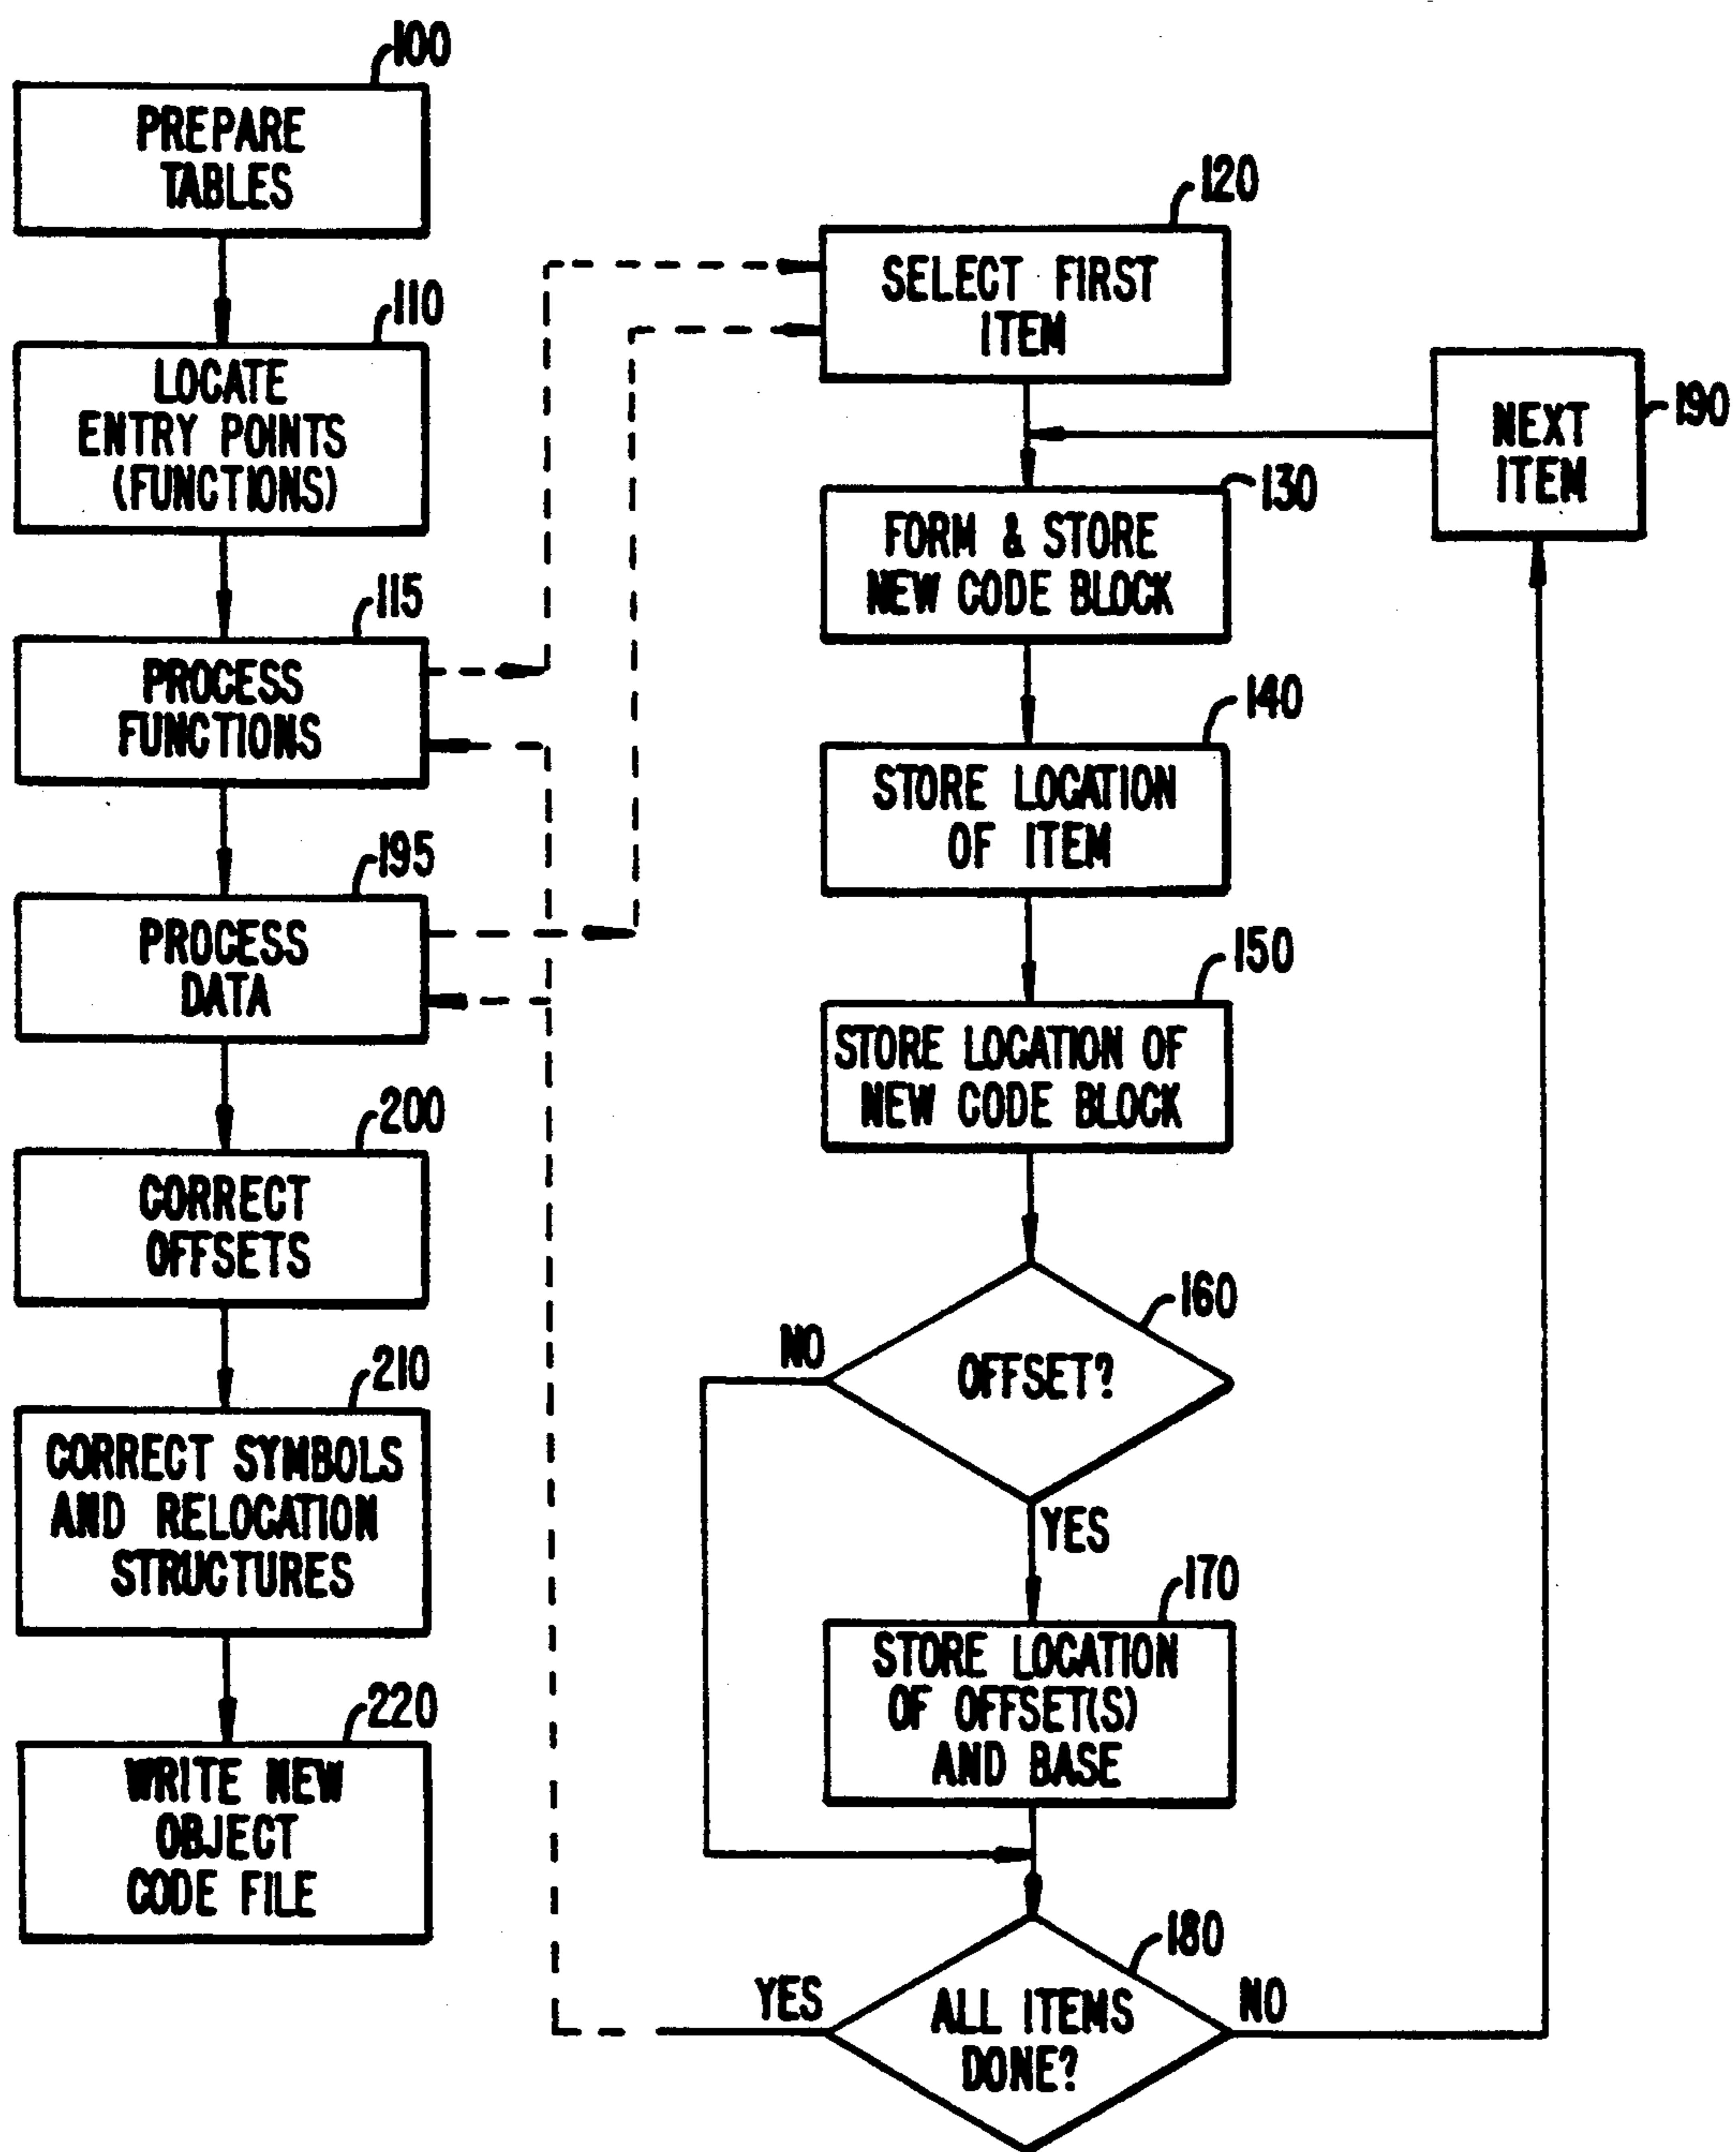 100
PREPARE
TABLES
110
LOCATE
ENTRY POINTS
(FUNCTIONS)
115
PROCESS
FUNCTIONS
195
PROCESS
DATA
200
CORRECT
OFFSETS
210
CORRECT SYMBOLS
AND RELOCATION
STRUCTURES
220
WRITE NEW
OBJECT
CODE FILE
120
SELECT FIRST
ITEM
130
FORM & STORE
NEW CODE BLOCK
140
STORE LOCATION
OF ITEM
150
STORE LOCATION OF
NEW CODE BLOCK
160
OFFSET?
NO
YES
170
STORE LOCATION
OF OFFSET(S)
AND BASE
180
ALL ITEMS
DONE?
YES
NO
190
NEXT
ITEM